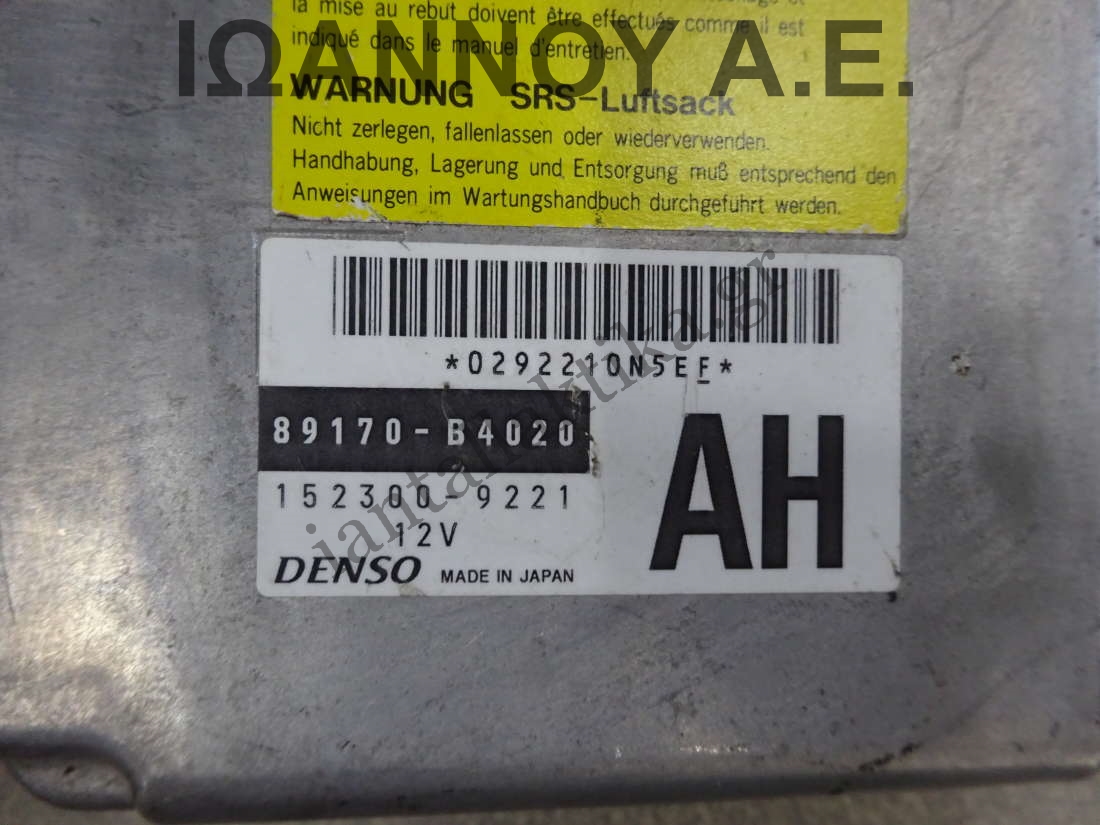 la mise au rebut doivent être effectués comme il est
indiqué dans le manuel d'entretien.
ΙΩΑΝΝΟΥ Α.Ε.
WARNUNG SRS-Luftsack
Nicht zerlegen, fallenlassen oder wiederverwenden.
Handhabung, Lagerung und Entsorgung muß entsprechend den
Anweisungen im Wartungshandbuch durchgeführt werden.
*0292210N5EF*
89170-B4020
152300-9221
12V
DENSO MADE IN JAPAN
AH
iantalaktika.gr